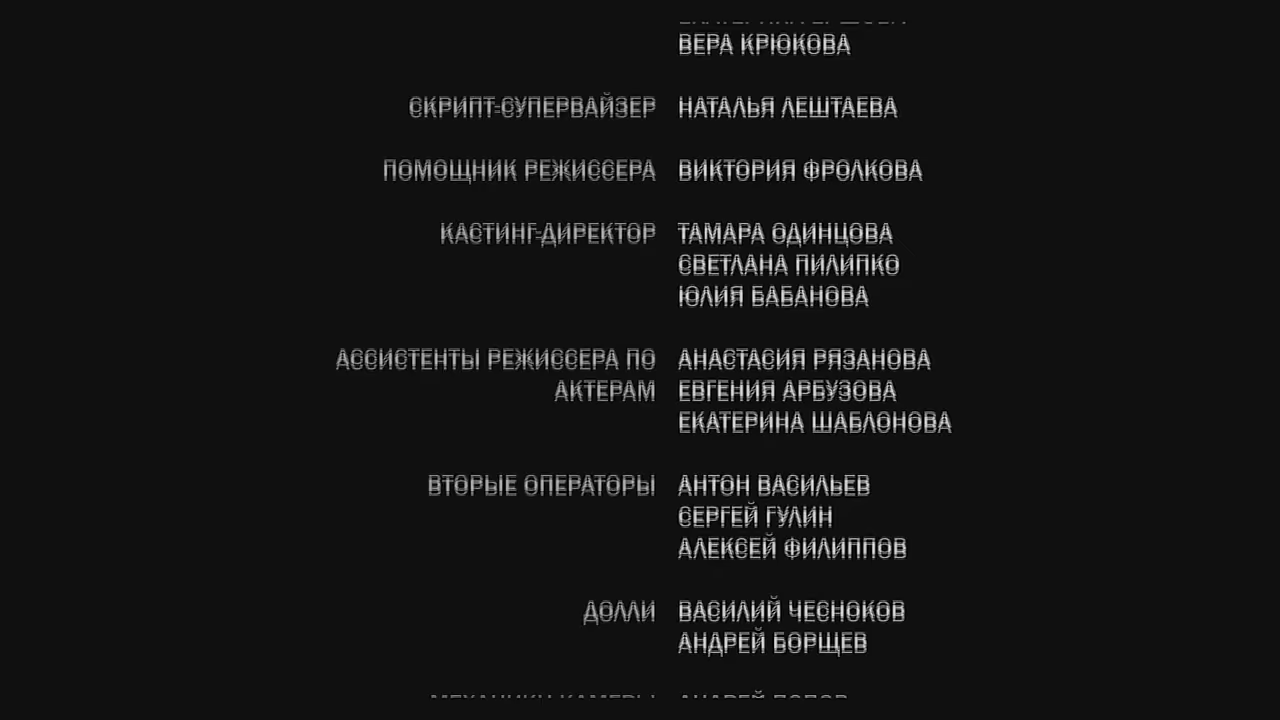 ВЕРА КРЮКОВА
СКРИПТ-СУПЕРВАЙЗЕР НАТАЛЬЯ ЛЕШТАЕВА
ПОМОЩНИК РЕЖИССЕРА ВИКТОРИЯ ФРОЛКОВА
КАСТИНГ-ДИРЕКТОР ТАМАРА ОДИНЦОВА
СВЕТЛАНА ПИЛИПКО
ЮЛИЯ БАБАНОВА
АССИСТЕНТЫ РЕЖИССЕРА ПО АНАСТАСИЯ РЯЗАНОВА
АКТЕРАМ ЕВГЕНИЯ АРБУЗОВА
ЕКАТЕРИНА ШАБЛОНОВА
ВТОРЫЕ ОПЕРАТОРЫ АНТОН ВАСИЛЬЕВ
СЕРГЕЙ ГУЛИН
АЛЕКСЕЙ ФИЛИППОВ
ДОЛЛИ ВАСИЛИЙ ЧЕСНОКОВ
АНДРЕЙ БОРЩЕВ